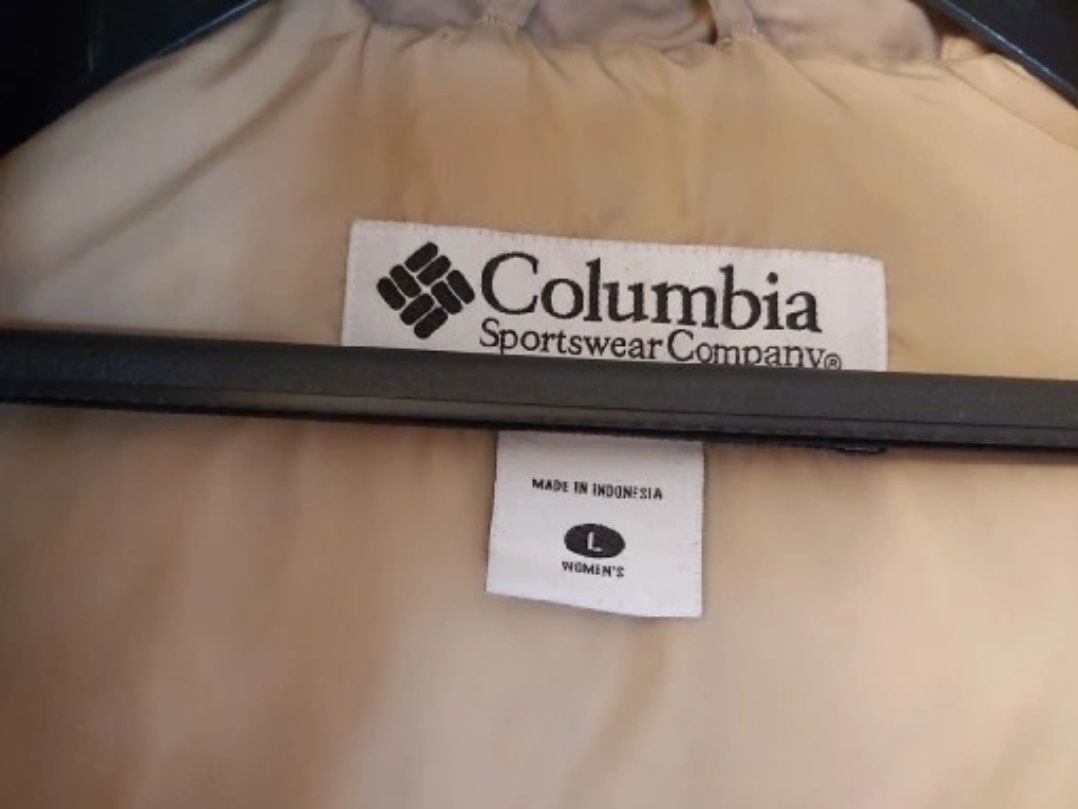 Columbia
Sportswear Company®
MADE IN INDONESIA
L
WOMEN'S